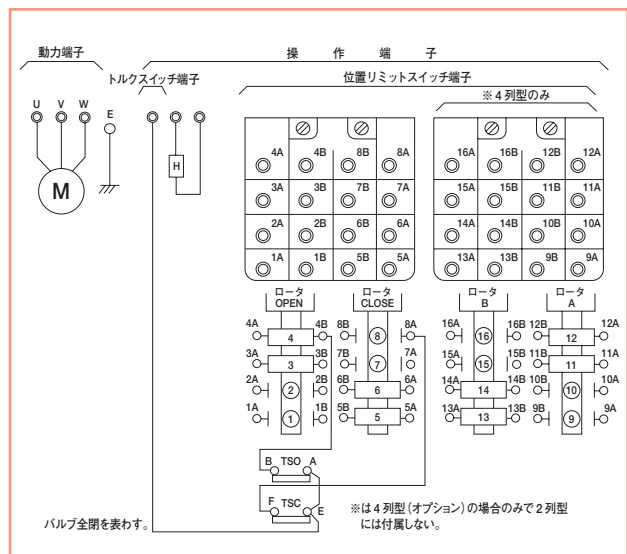 操作端子
動力端子
トルクスイッチ端子
位置リミットスイッチ端子
※4列型のみ
U V W E
M
H
4A 4B 8B 8A
3A 3B 7B 7A
2A 2B 6B 6A
1A 1B 5B 5A
16A 16B 12B 12A
15A 15B 11B 11A
14A 14B 10B 10A
13A 13B 9B 9A
ロータ OPEN
ロータ CLOSE
ロータ B
ロータ A
4A 4 4B 8B 8 8A 16A 16 16B 12B 12 12A
3A 3 3B 7B 7 7A 15A 15 15B 11B 11 11A
2A 2 2B 6B 6 6A 14A 14 14B 10B 10 10A
1A 1 1B 5B 5 5A 13A 13 13B 9B 9 9A
B TSO A
F TSC E
バルブ全閉を表わす。
※は4列型(オプション)の場合のみで2列型
には付属しない。